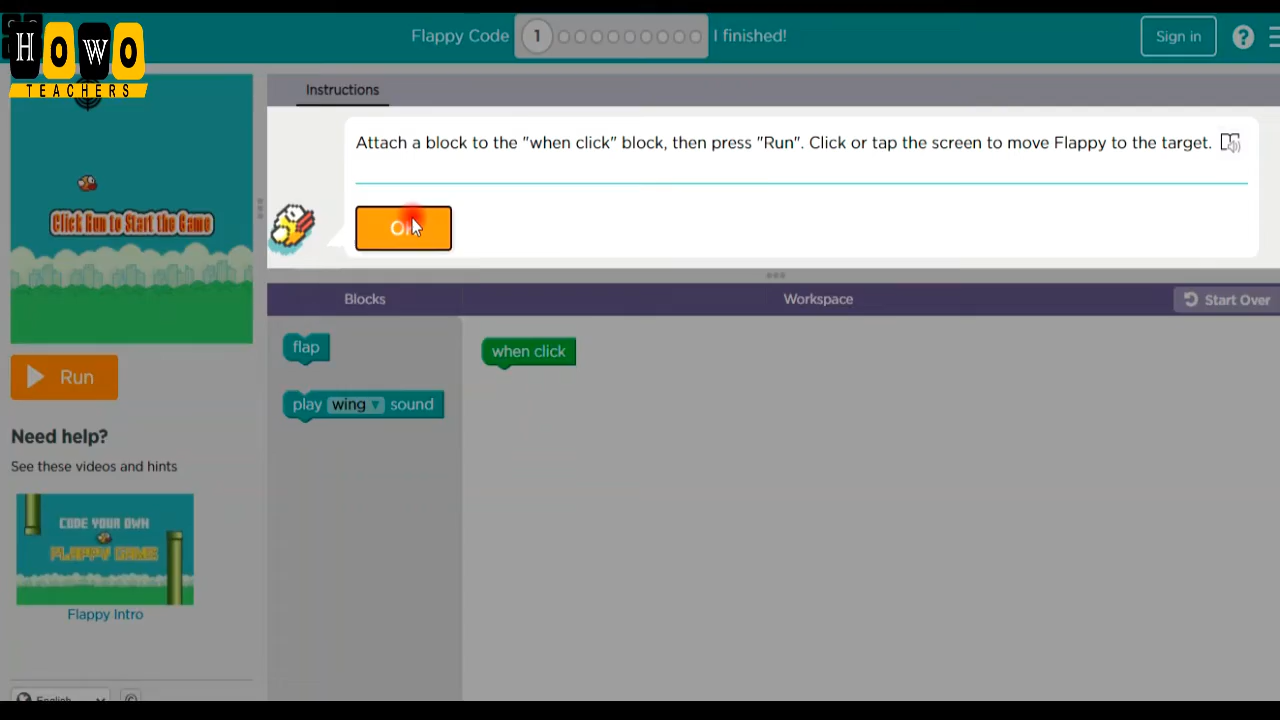 HOWO
TEACHERS
Flappy Code
1
I finished!
Sign in
?
Instructions
Attach a block to the "when click" block, then press "Run". Click or tap the screen to move Flappy to the target.
Click Run to Start the Game
Blocks
Workspace
Start Over
flap
when click
play wing sound
Run
Need help?
See these videos and hints
CODE YOUR OWN
FLAPPY GAME
Flappy Intro
English